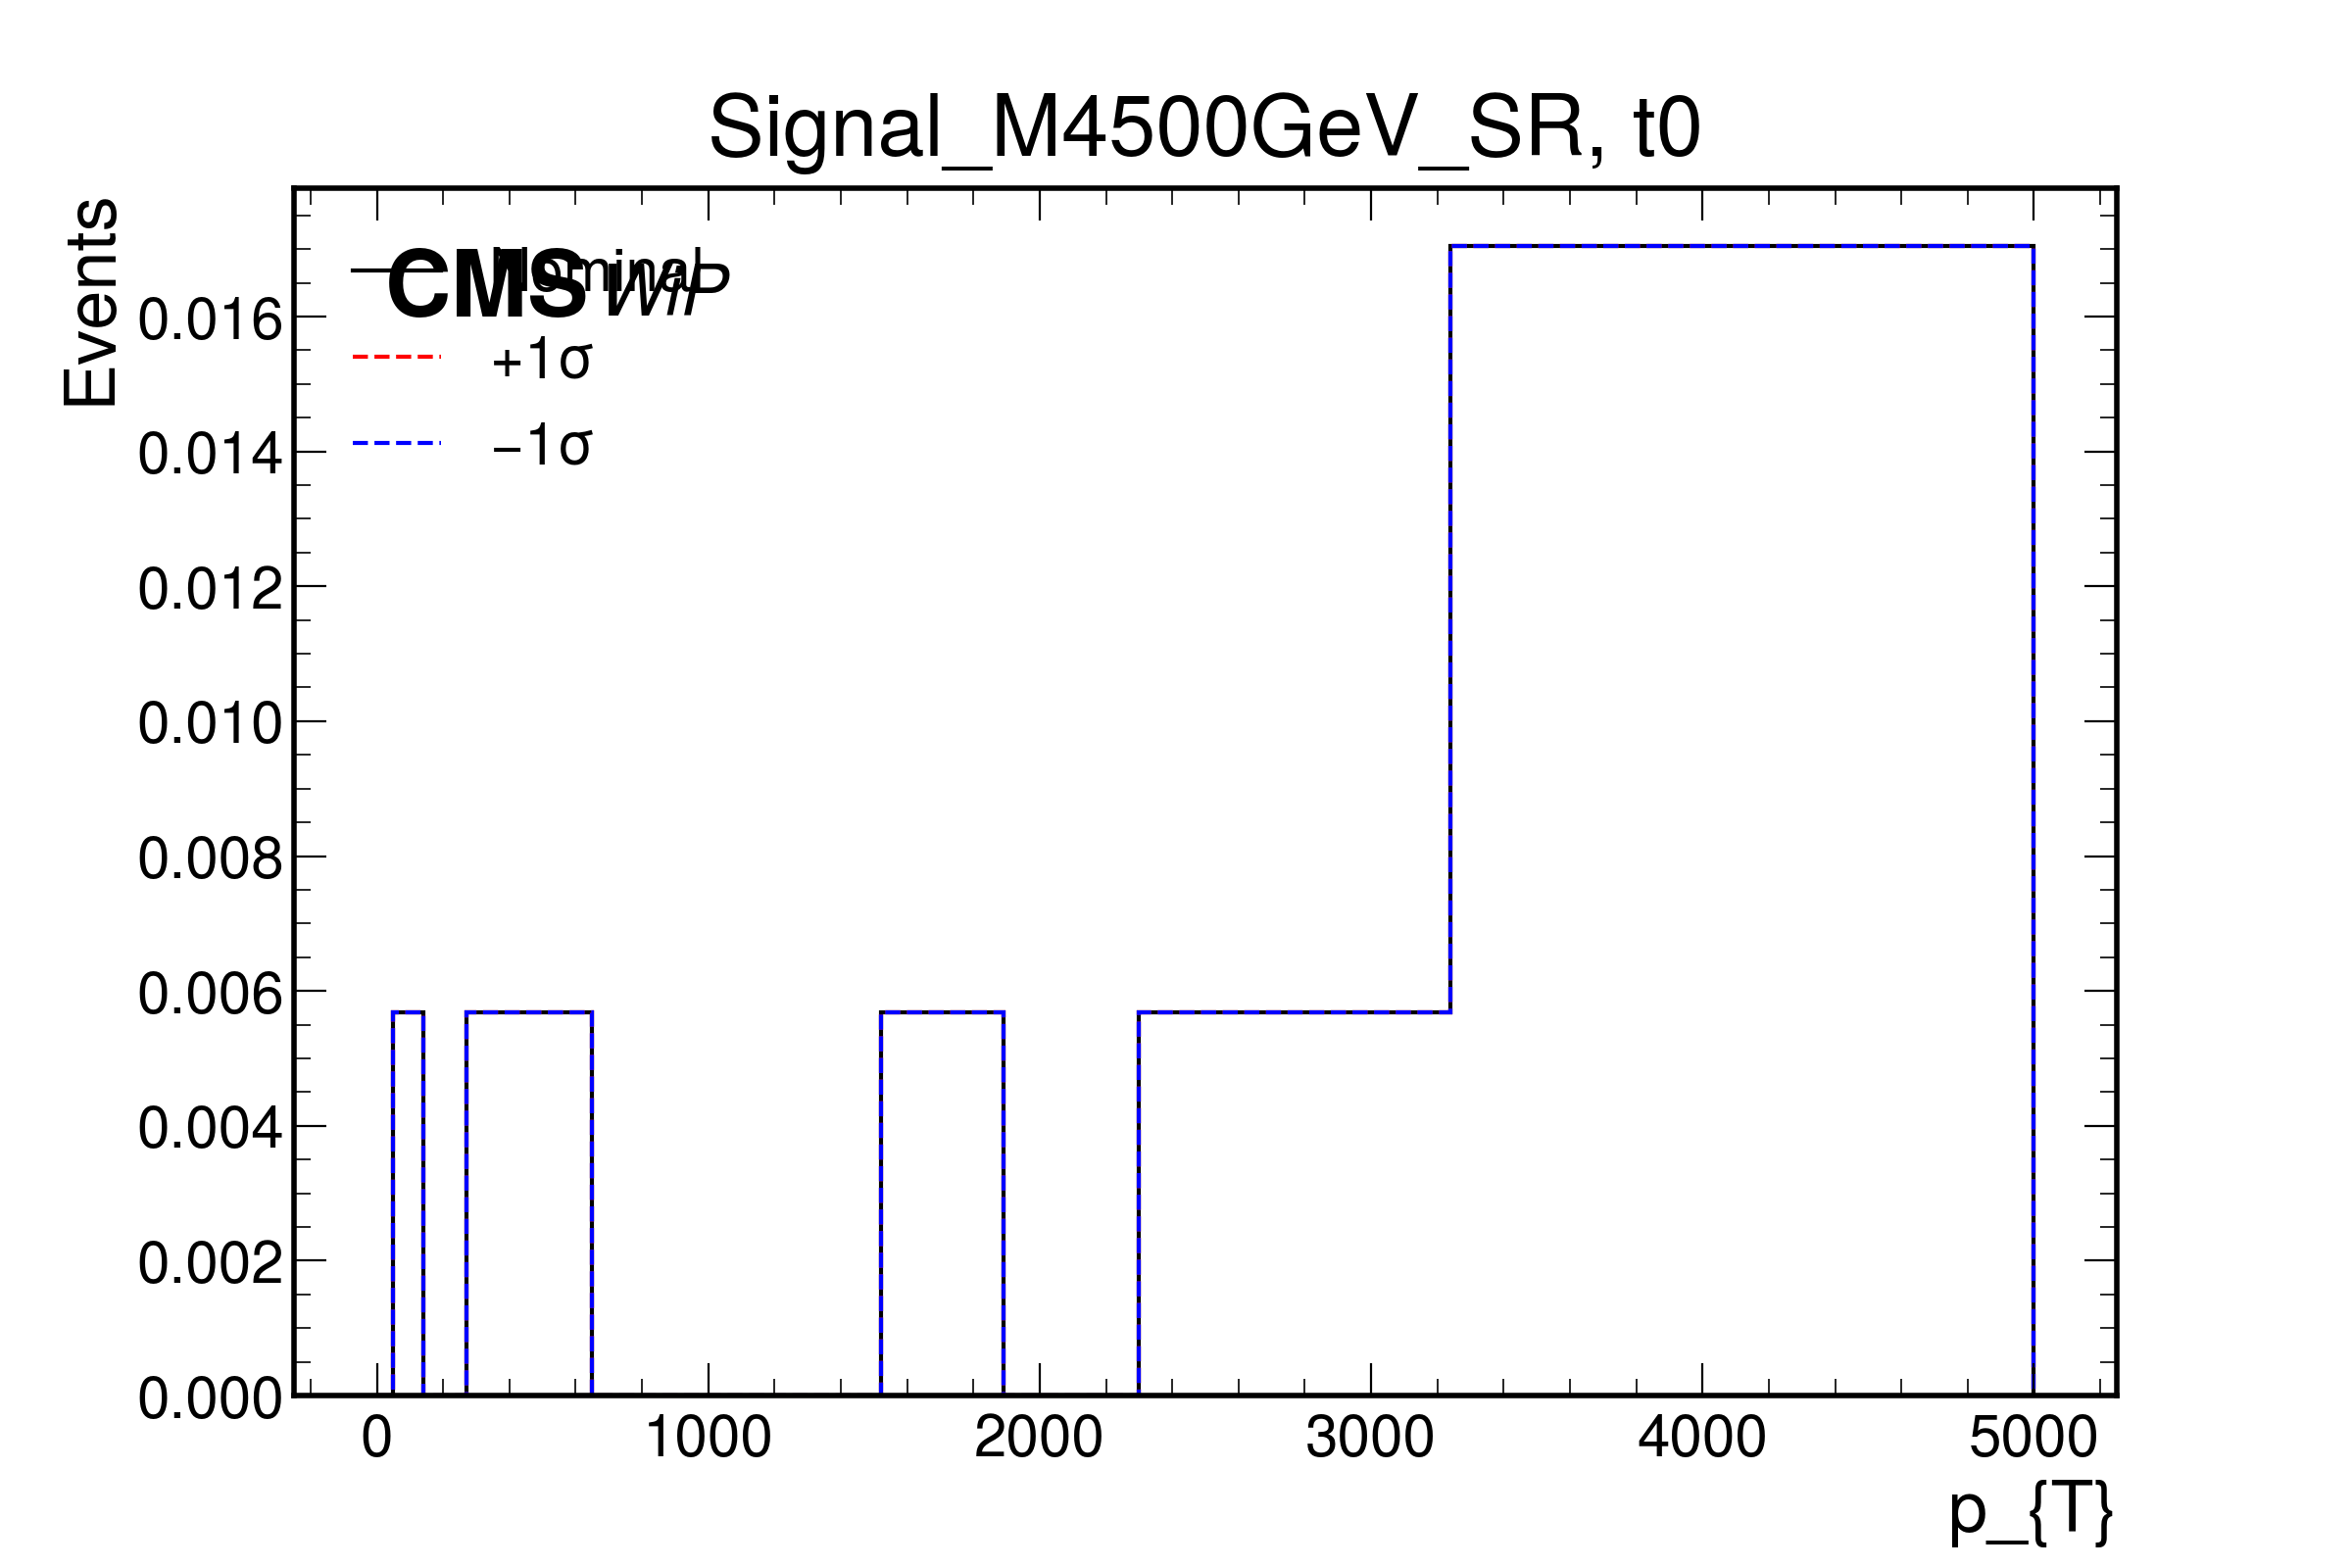 Signal_M4500GeV_SR, t0
Events
CMS WiP
Nominal
+1σ
−1σ
0.016
0.014
0.012
0.010
0.008
0.006
0.004
0.002
0.000
0 1000 2000 3000 4000 5000
p_{T}